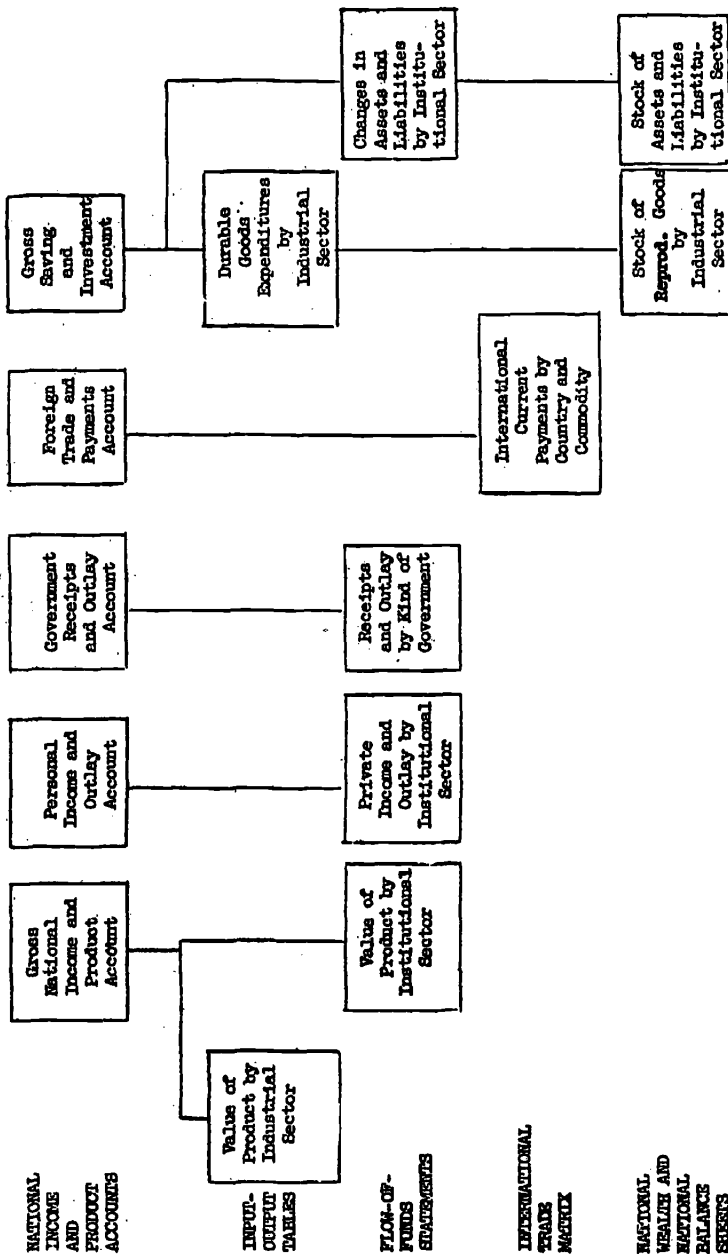 NATIONAL
INCOME
AND
PRODUCT
ACCOUNTS
Gross
National
Income and
Product
Account
Personal
Income and
Outlay
Account
Government
Receipts
and Outlay
Account
Foreign
Trade and
Payments
Account
Gross
Saving
and
Investment
Account
INPUT-
OUTPUT
TABLES
Value of
Product by
Industrial
Sector
Durable
Goods
Expenditures
by
Industrial
Sector
FLOW-OF-
FUNDS
STATEMENTS
Value of
Product by
Institutional
Sector
Private
Income and
Outlay by
Institutional
Sector
Receipts
and Outlay
by Kind of
Government
Changes in
Assets and
Liabilities
by Institu-
tional Sector
INTERNATIONAL
TRADE
MATRIX
International
Current
Payments by
Country and
Commodity
NATIONAL
WEALTH AND
NATIONAL
BALANCE
SHEETS
Stock of
Reprod. Goods
by
Industrial
Sector
Stock of
Assets and
Liabilities
by Institu-
tional Sector